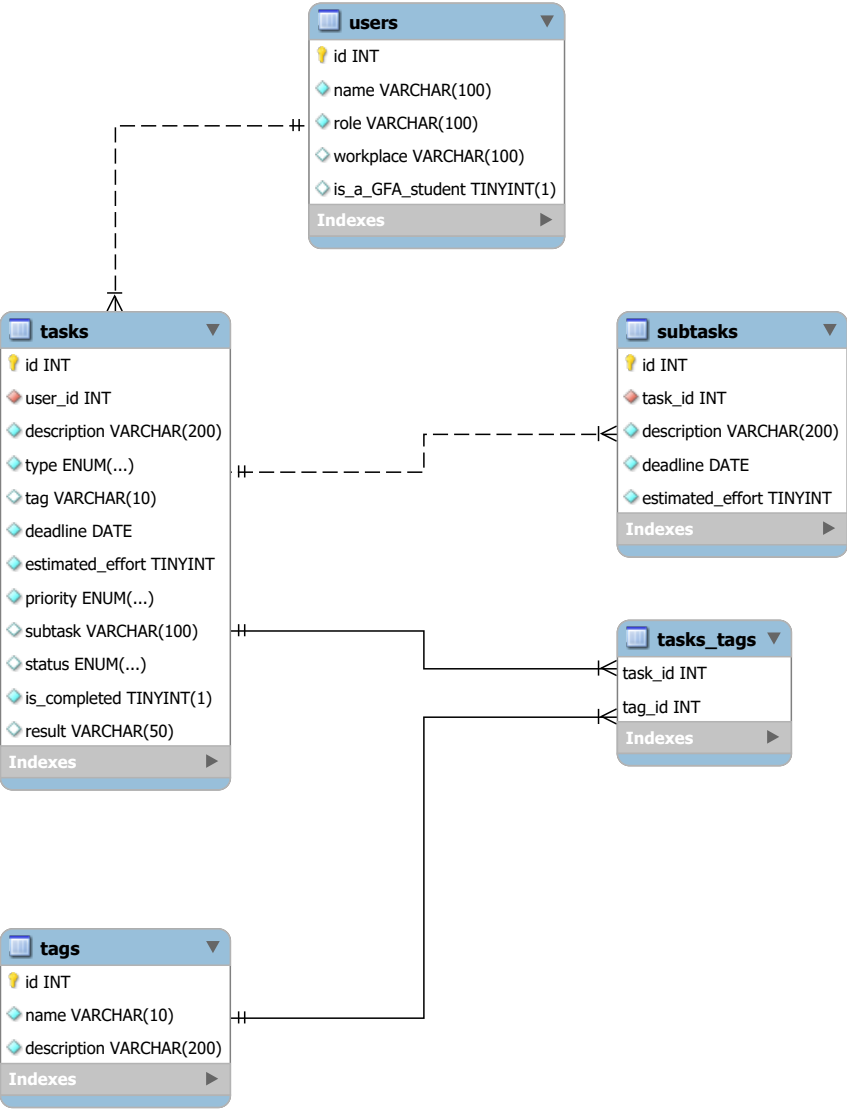 users
id INT
name VARCHAR(100)
role VARCHAR(100)
workplace VARCHAR(100)
is_a_GFA_student TINYINT(1)
Indexes
tasks
id INT
user_id INT
description VARCHAR(200)
type ENUM(...)
tag VARCHAR(10)
deadline DATE
estimated_effort TINYINT
priority ENUM(...)
subtask VARCHAR(100)
status ENUM(...)
is_completed TINYINT(1)
result VARCHAR(50)
Indexes
subtasks
id INT
task_id INT
description VARCHAR(200)
deadline DATE
estimated_effort TINYINT
Indexes
tasks_tags
task_id INT
tag_id INT
Indexes
tags
id INT
name VARCHAR(10)
description VARCHAR(200)
Indexes